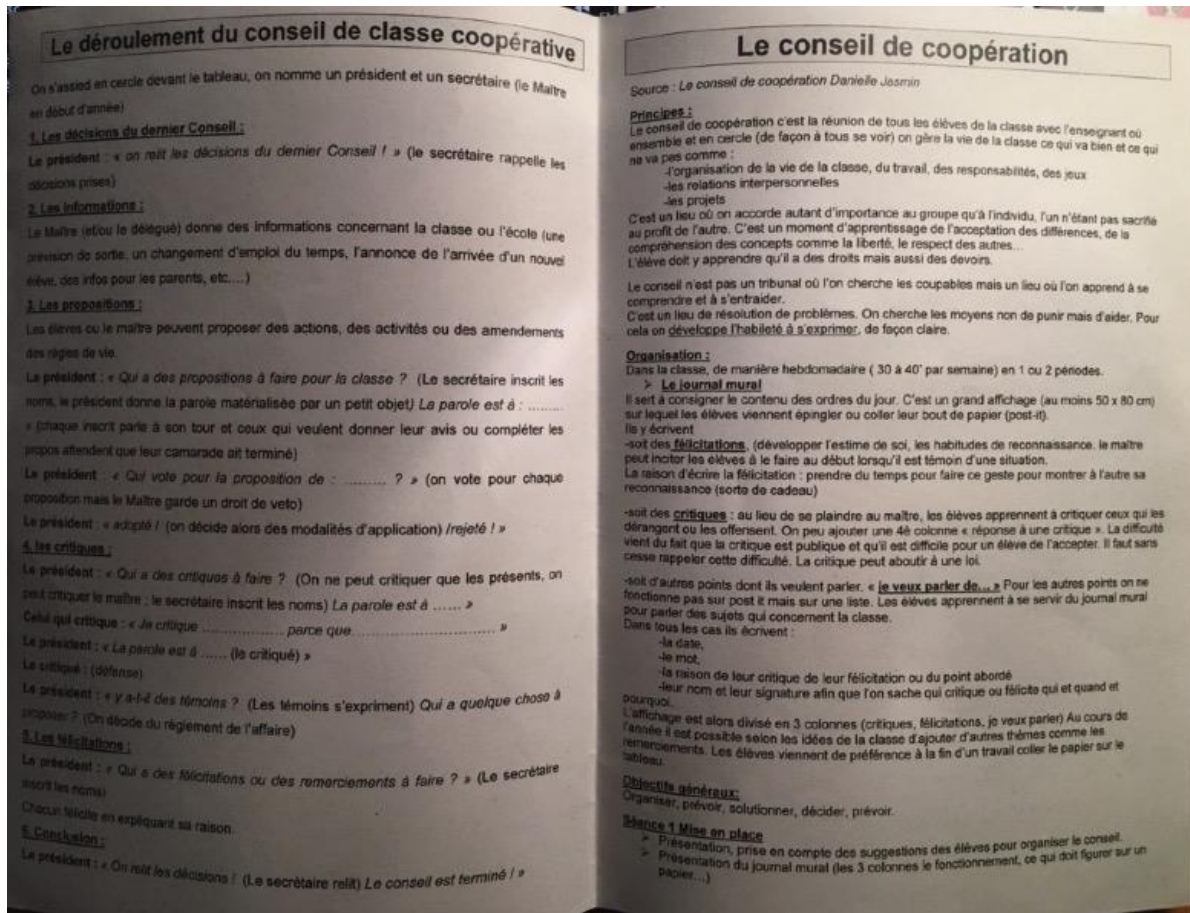 Le déroulement du conseil de classe coopérative
On s'assied en cercle devant le tableau, on nomme un président et un secrétaire (le Maître
en début d'année)
1. Les décisions du dernier Conseil :
Le président : « on relit les décisions du dernier Conseil ! » (le secrétaire rappelle les
décisions prises)
2. Les informations :
Le Maître (et/ou le délégué) donne des informations concernant la classe ou l'école (une
prévision de sortie, un changement d'emploi du temps, l'annonce de l'arrivée d'un nouvel
élève, des infos pour les parents, etc....)
3. Les propositions :
Les élèves ou le maître peuvent proposer des actions, des activités ou des amendements
des règles de vie.
Le président : « Qui a des propositions à faire pour la classe ? (Le secrétaire inscrit les
noms, le président donne la parole matérialisée par un petit objet) La parole est à : .........
» (chaque inscrit parle à son tour et ceux qui veulent donner leur avis ou compléter les
propos attendent que leur camarade ait terminé)
Le président : « Qui vote pour la proposition de : ......... ? » (on vote pour chaque
proposition mais le Maître garde un droit de veto)
Le président : « adopté ! (on décide alors des modalités d'application) /rejeté ! »
4. les critiques :
Le président : « Qui a des critiques à faire ? (On ne peut critiquer que les présents, on
peut critiquer le maître ; le secrétaire inscrit les noms) La parole est à ...... »
Celui qui critique : « Je critique .................. parce que.............................. »
Le président : « La parole est à ...... (le critiqué) »
Le critiqué : (défense)
Le président : « y a-t-il des témoins ? (Les témoins s'expriment) Qui a quelque chose à
proposer ? (On décide du règlement de l'affaire)
5. Les félicitations :
Le président : « Qui a des félicitations ou des remerciements à faire ? » (Le secrétaire
inscrit les noms)
Chacun félicite en expliquant sa raison.
6. Conclusion :
Le président : « On relit les décisions ! (Le secrétaire relit) Le conseil est terminé ! »
Le conseil de coopération
Source : Le conseil de coopération Danielle Jasmin
Principes :
Le conseil de coopération c'est la réunion de tous les élèves de la classe avec l'enseignant où
ensemble et en cercle (de façon à tous se voir) on gère la vie de la classe ce qui va bien et ce qui
ne va pas comme :
-l'organisation de la vie de la classe, du travail, des responsabilités, des jeux
-les relations interpersonnelles
-les projets
C'est un lieu où on accorde autant d'importance au groupe qu'à l'individu, l'un n'étant pas sacrifié
au profit de l'autre. C'est un moment d'apprentissage de l'acceptation des différences, de la
compréhension des concepts comme la liberté, le respect des autres...
L'élève doit y apprendre qu'il a des droits mais aussi des devoirs.
Le conseil n'est pas un tribunal où l'on cherche les coupables mais un lieu où l'on apprend à se
comprendre et à s'entraider.
C'est un lieu de résolution de problèmes. On cherche les moyens non de punir mais d'aider. Pour
cela on développe l'habileté à s'exprimer, de façon claire.
Organisation :
Dans la classe, de manière hebdomadaire ( 30 à 40' par semaine) en 1 ou 2 périodes.
➢ Le journal mural
Il sert à consigner le contenu des ordres du jour. C'est un grand affichage (au moins 50 x 80 cm)
sur lequel les élèves viennent épingler ou coller leur bout de papier (post-it).
Ils y écrivent
-soit des félicitations, (développer l'estime de soi, les habitudes de reconnaissance. le maître
peut inciter les élèves à le faire au début lorsqu'il est témoin d'une situation.
La raison d'écrire la félicitation : prendre du temps pour faire ce geste pour montrer à l'autre sa
reconnaissance (sorte de cadeau)
-soit des critiques : au lieu de se plaindre au maître, les élèves apprennent à critiquer ceux qui les
dérangent ou les offensent. On peu ajouter une 4è colonne « réponse à une critique ». La difficulté
vient du fait que la critique est publique et qu'il est difficile pour un élève de l'accepter. Il faut sans
cesse rappeler cette difficulté. La critique peut aboutir à une loi.
-soit d'autres points dont ils veulent parler. « je veux parler de... » Pour les autres points on ne
fonctionne pas sur post it mais sur une liste. Les élèves apprennent à se servir du journal mural
pour parler des sujets qui concernent la classe.
Dans tous les cas ils écrivent :
-la date,
-le mot,
-la raison de leur critique de leur félicitation ou du point abordé
-leur nom et leur signature afin que l'on sache qui critique ou félicite qui et quand et
pourquoi.
L'affichage est alors divisé en 3 colonnes (critiques, félicitations, je veux parler) Au cours de
l'année il est possible selon les idées de la classe d'ajouter d'autres thèmes comme les
remerciements. Les élèves viennent de préférence à la fin d'un travail coller le papier sur le
tableau.
Objectifs généraux:
Organiser, prévoir, solutionner, décider, prévoir.
Séance 1 Mise en place
➢ Présentation, prise en compte des suggestions des élèves pour organiser le conseil.
➢ Présentation du journal mural (les 3 colonnes le fonctionnement, ce qui doit figurer sur un
papier...)